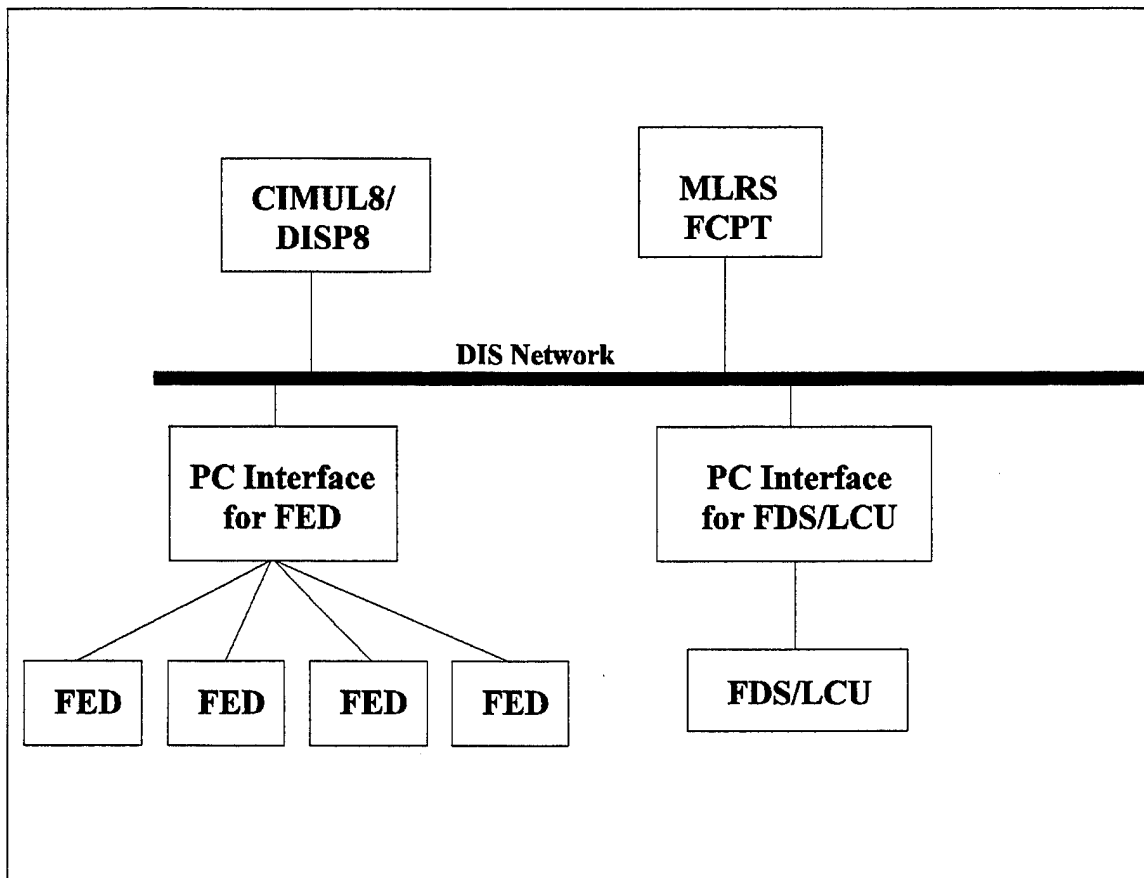 CIMUL8/
DISP8
MLRS
FCPT
DIS Network
PC Interface
for FED
PC Interface
for FDS/LCU
FED
FED
FED
FED
FDS/LCU